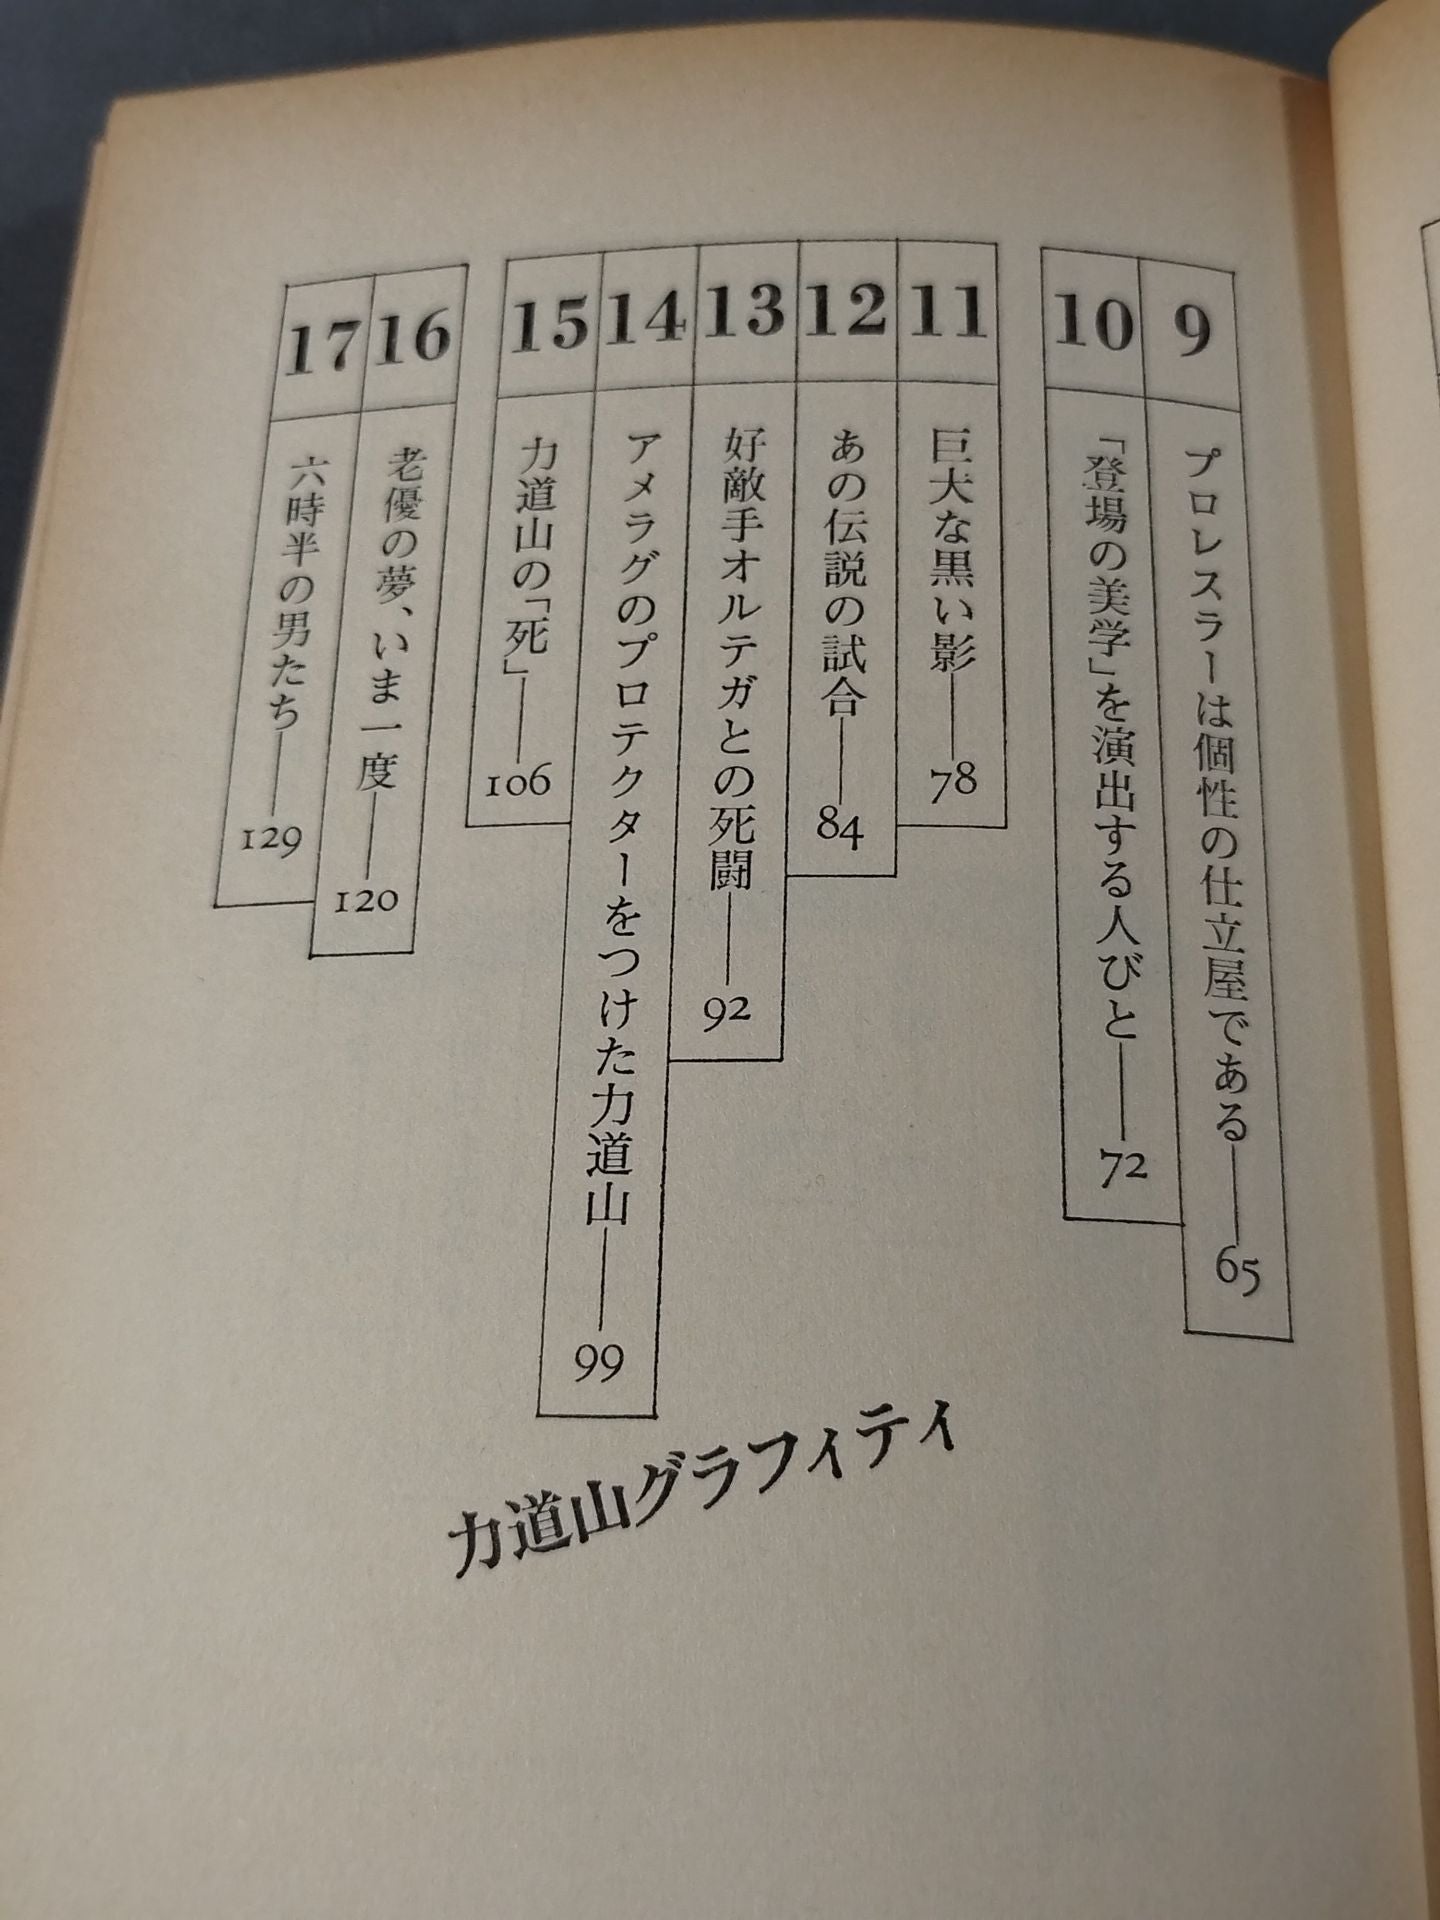 9
プロレスラーは個性の仕立屋である——65
10
「登場の美学」を演出する人びと——72
11
巨大な黒い影——78
12
あの伝説の試合——84
13
好敵手オルテガとの死闘——92
14
アメラグのプロテクターをつけた力道山——99
15
力道山の「死」——106
力道山グラフィティ
16
老優の夢、いま一度——120
17
六時半の男たち——129